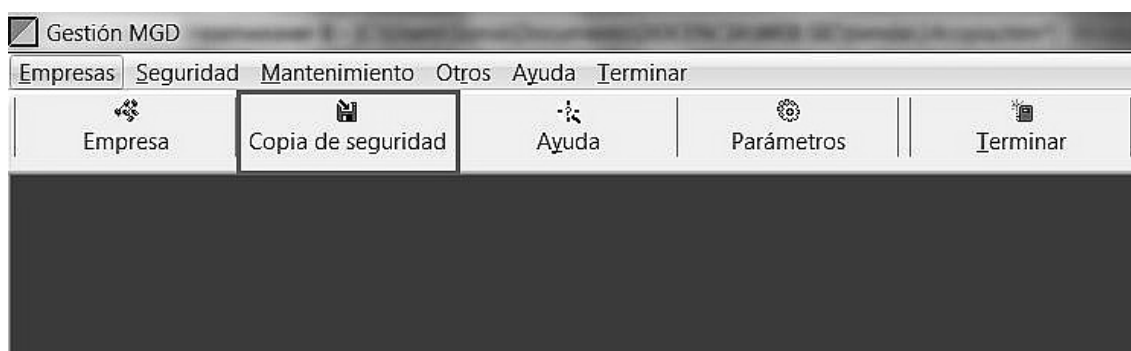 Gestión MGD
Empresas Seguridad Mantenimiento Otros Ayuda Terminar
Empresa Copia de seguridad Ayuda Parámetros Terminar